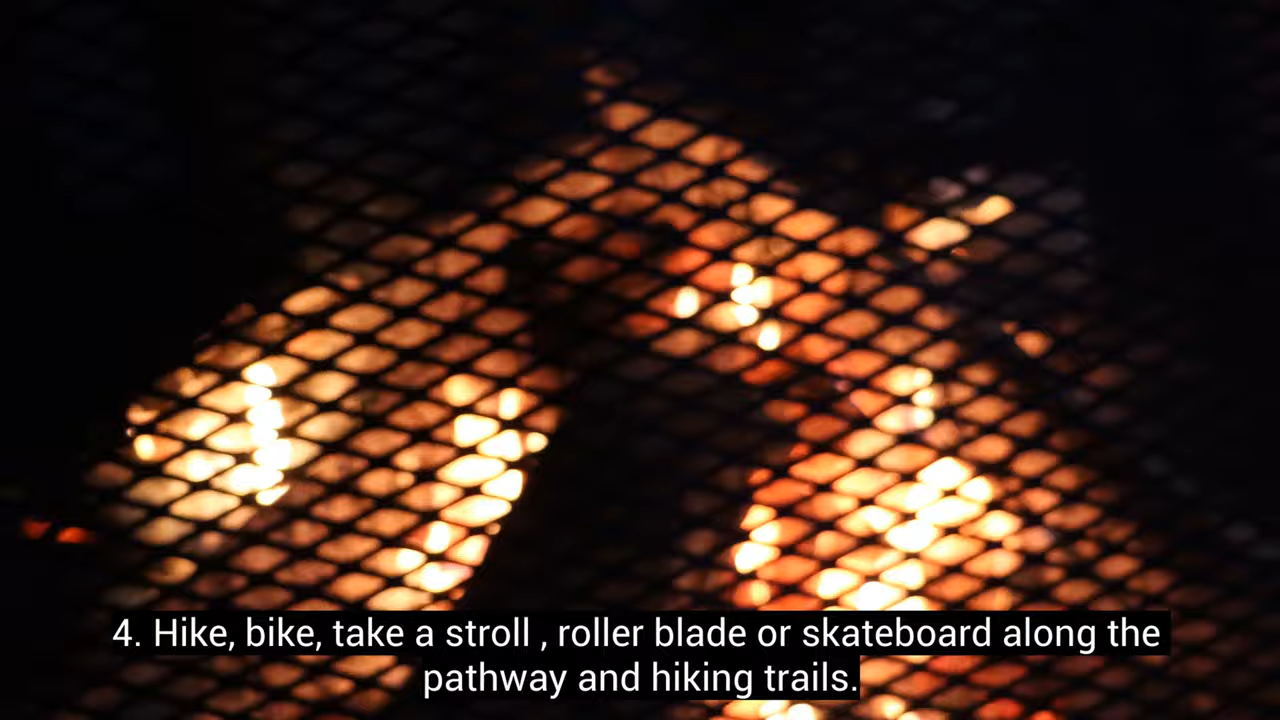 4. Hike, bike, take a stroll , roller blade or skateboard along the
pathway and hiking trails.